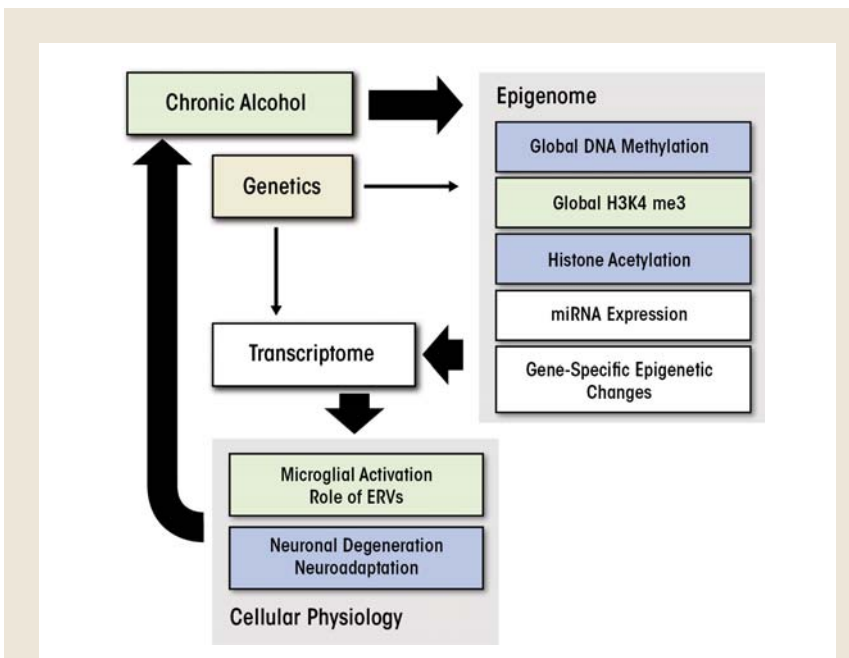 Chronic Alcohol
Genetics
Transcriptome
Epigenome
Global DNA Methylation
Global H3K4 me3
Histone Acetylation
miRNA Expression
Gene-Specific Epigenetic
Changes
Microglial Activation
Role of ERVs
Neuronal Degeneration
Neuroadaptation
Cellular Physiology